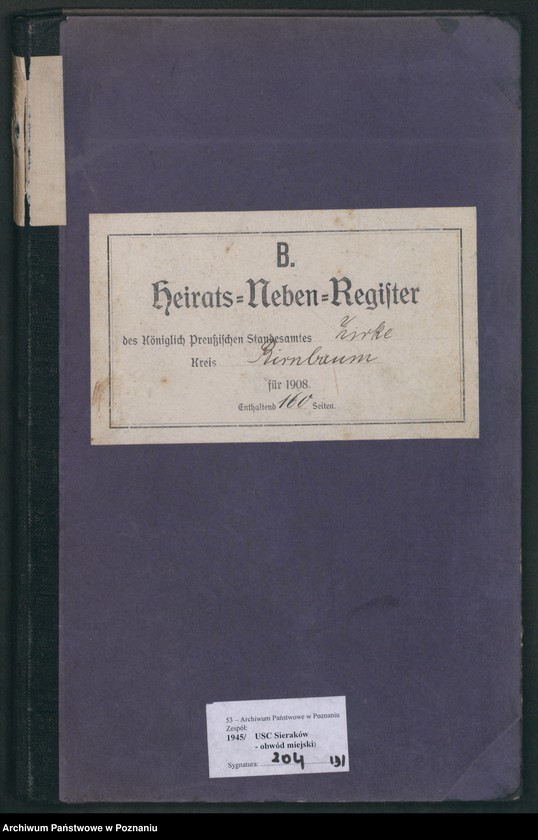 B.
Heirats=Neben=Regiſter
des Königlich Preußiſchen Standesamtes Zirke
Kreis Birnbaum
für 1908.
Enthaltend 160 Seiten.
53 – Archiwum Państwowe w Poznaniu
Zespół:
1945/ USC Sieraków
- obwód miejski)
Sygnatura: 204
Archiwum Państwowe w Poznaniu